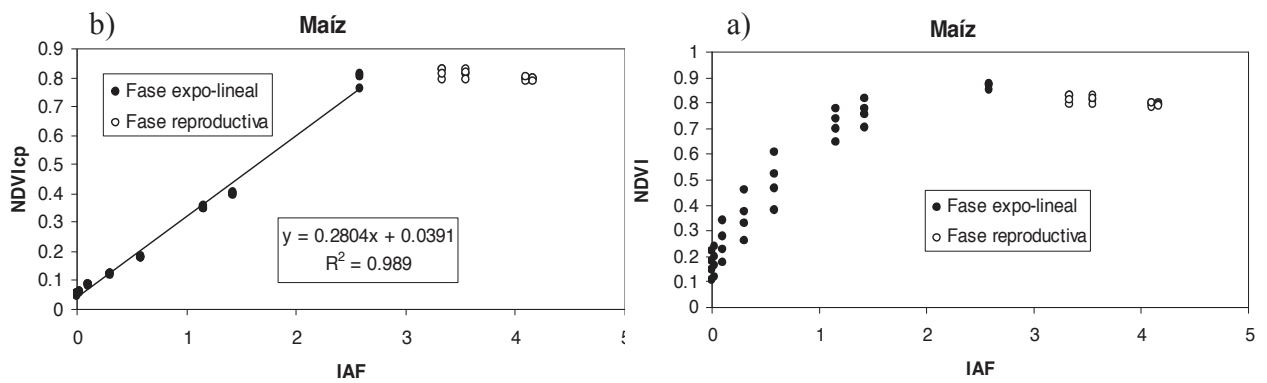 b)
Maíz
0.9
0.8
0.7
0.6
0.5
0.4
0.3
0.2
0.1
0
NDVIcp
Fase expo-lineal
Fase reproductiva
y = 0.2804x + 0.0391
R² = 0.989
0 1 2 3 4 5
IAF
a)
Maíz
1
0.9
0.8
0.7
0.6
0.5
0.4
0.3
0.2
0.1
0
NDVI
Fase expo-lineal
Fase reproductiva
0 1 2 3 4 5
IAF